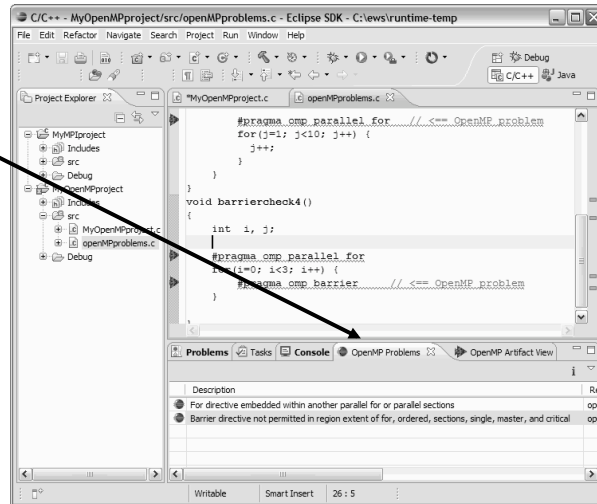 C/C++ - MyOpenMPproject/src/openMPproblems.c - Eclipse SDK - C:\ews\runtime-temp
File Edit Refactor Navigate Search Project Run Window Help
Debug
C/C++ Java
Project Explorer
MyMPIproject
Includes
src
Debug
MyOpenMPproject
Includes
src
MyOpenMPproject.c
openMPproblems.c
Debug
*MyOpenMPproject.c openMPproblems.c
#pragma omp parallel for // <== OpenMP problem
for(j=1; j<10; j++) {
j++;
}
}
}
void barriercheck4()
{
int i, j;
#pragma omp parallel for
for(i=0; i<3; i++) {
#pragma omp barrier // <== OpenMP problem
}
Problems Tasks Console OpenMP Problems OpenMP Artifact View
i
Description Re
For directive embedded within another parallel for or parallel sections op
Barrier directive not permitted in region extent of for, ordered, sections, single, master, and critical op
Writable Smart Insert 26 : 5